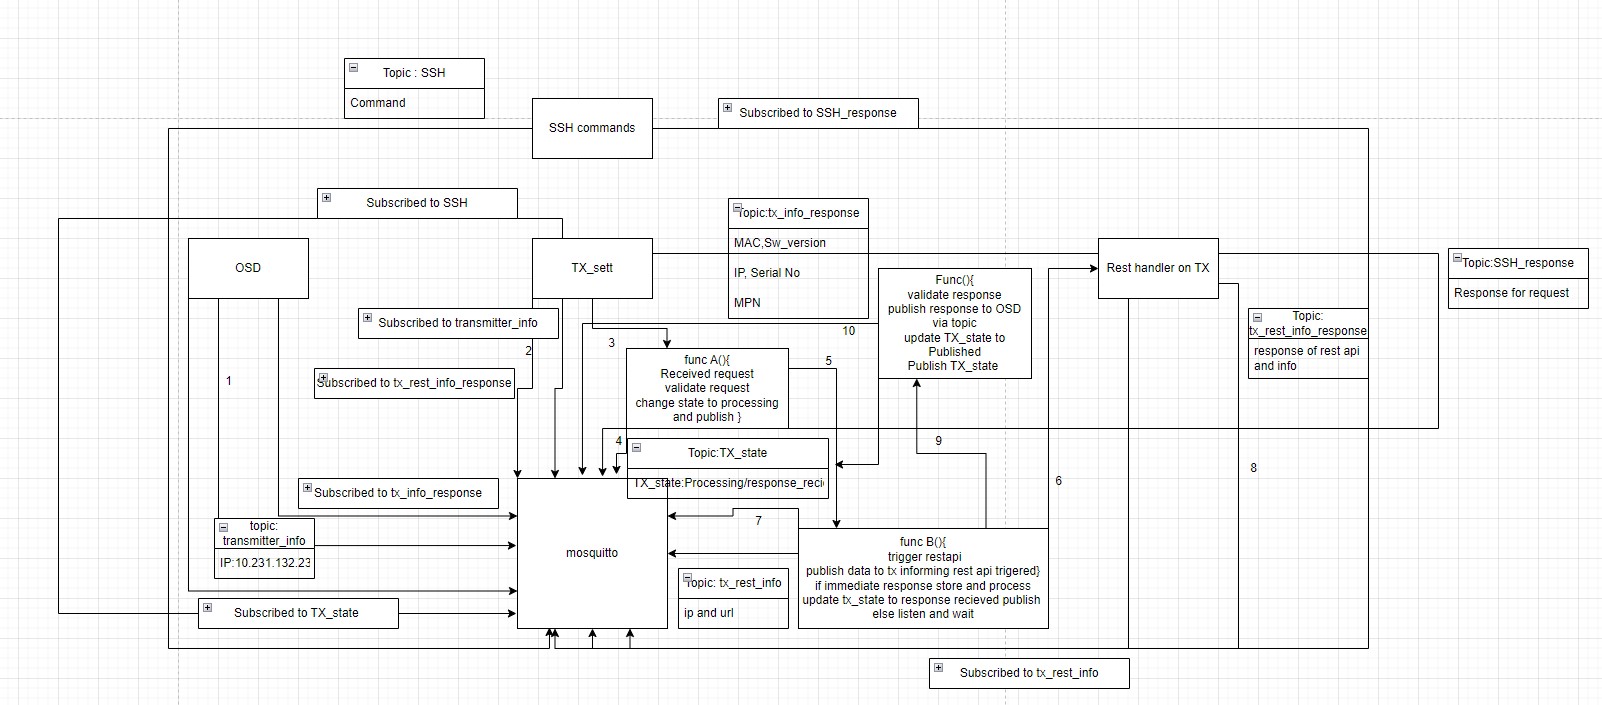 Topic : SSH
Command
SSH commands
Subscribed to SSH_response
Subscribed to SSH
Topic:tx_info_response
MAC,Sw_version
IP, Serial No
MPN
OSD
TX_sett
Rest handler on TX
Topic:SSH_response
Response for request
Func(){
validate response
publish response to OSD
via topic
update TX_state to
Published
Publish TX_state
Subscribed to transmitter_info
Topic:
tx_rest_info_response
response of rest api
and info
10
3
2
5
1
Subscribed to tx_rest_info_response
func A(){
Received request
validate request
change state to processing
and publish }
4
9
8
6
Topic:TX_state
TX_state:Processing/response_reci
Subscribed to tx_info_response
7
topic:
transmitter_info
IP:10.231.132.23
mosquitto
func B(){
trigger restapi
publish data to tx informing rest api trigered}
if immediate response store and process
update tx_state to response recieved publish
else listen and wait
Topic: tx_rest_info
ip and url
Subscribed to TX_state
Subscribed to tx_rest_info